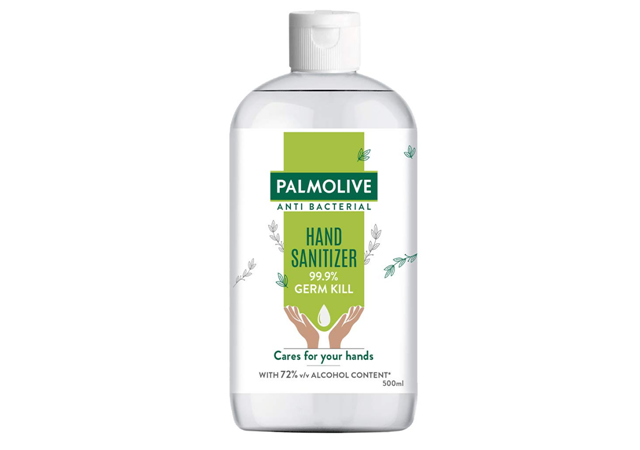 PALMOLIVE
ANTI BACTERIAL
HAND
SANITIZER
99.9%
GERM KILL
Cares for your hands
WITH 72% v/v ALCOHOL CONTENT*
500ml